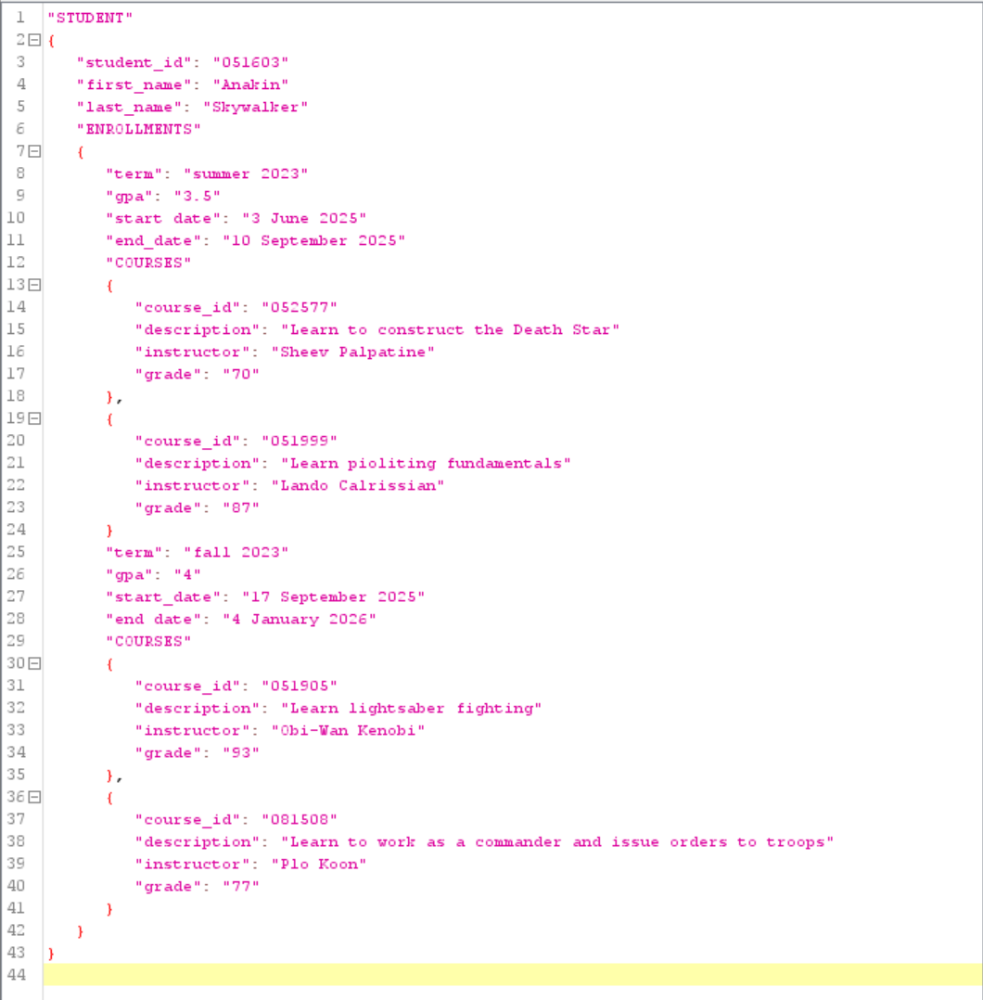 1 "STUDENT"
2 {
3 "student_id": "051603"
4 "first_name": "Anakin"
5 "last_name": "Skywalker"
6 "ENROLLMENTS"
7 {
8 "term": "summer 2023"
9 "gpa": "3.5"
10 "start date": "3 June 2025"
11 "end_date": "10 September 2025"
12 "COURSES"
13 {
14 "course_id": "052577"
15 "description": "Learn to construct the Death Star"
16 "instructor": "Sheev Palpatine"
17 "grade": "70"
18 },
19 {
20 "course_id": "051999"
21 "description": "Learn pioliting fundamentals"
22 "instructor": "Lando Calrissian"
23 "grade": "87"
24 }
25 "term": "fall 2023"
26 "gpa": "4"
27 "start_date": "17 September 2025"
28 "end date": "4 January 2026"
29 "COURSES"
30 {
31 "course_id": "051905"
32 "description": "Learn lightsaber fighting"
33 "instructor": "Obi-Wan Kenobi"
34 "grade": "93"
35 },
36 {
37 "course_id": "081508"
38 "description": "Learn to work as a commander and issue orders to troops"
39 "instructor": "Plo Koon"
40 "grade": "77"
41 }
42 }
43 }
44